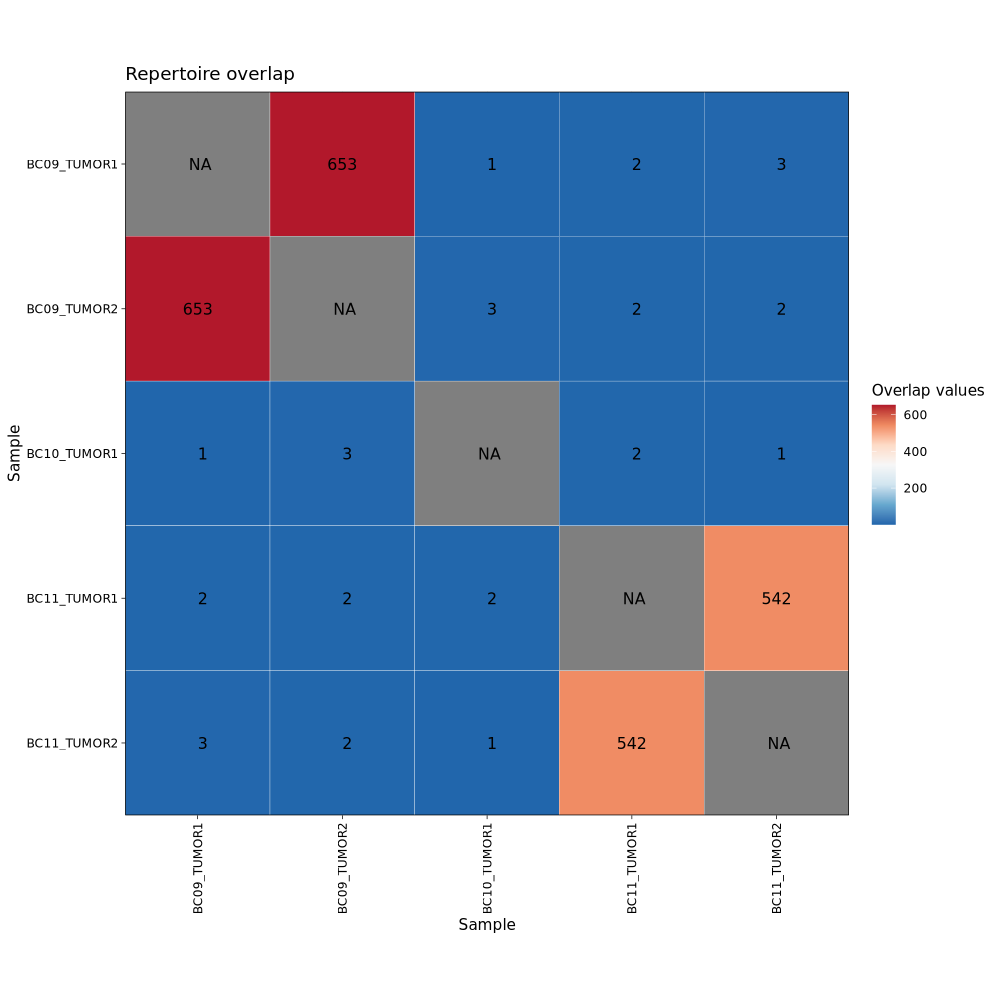 Repertoire overlap
BC09_TUMOR1 NA 653 1 2 3
BC09_TUMOR2 653 NA 3 2 2
BC10_TUMOR1 1 3 NA 2 1
BC11_TUMOR1 2 2 2 NA 542
BC11_TUMOR2 3 2 1 542 NA
Sample
BC09_TUMOR1
BC09_TUMOR2
BC10_TUMOR1
BC11_TUMOR1
BC11_TUMOR2
Sample
Overlap values
600
400
200